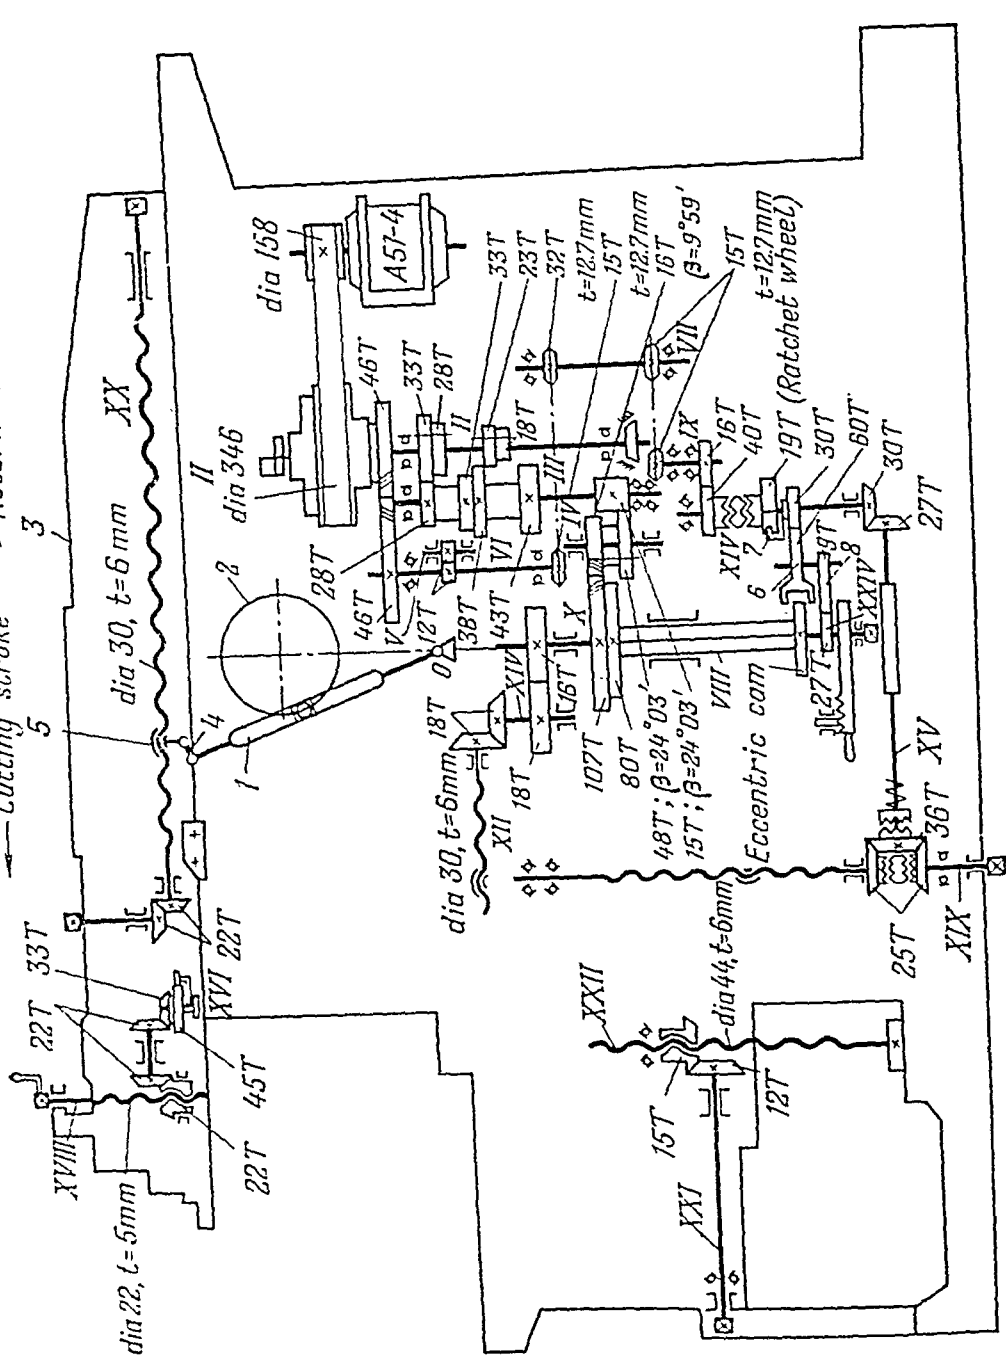 Cutting stroke
3
5
dia 30, t=6 mm
XX
22T
33T
22T
XVI
45T
22T
XVIII
dia 22, t=5mm
4
1
2
II
dia 346
dia 158
A51-4
28T
46T
V
12T
38T
VI
43T
0
46T
33T
28T
II
18T
III
IV
33T
23T
32T
t=12.7mm
15T
t=12.7mm
16T
β=9°59′
VII
15T
t=12.7mm
IX
16T
40T
19T (Ratchet wheel)
30T
60T
30T
27T
XIV
7
6
9T
8
XXIV
27T
VIII
X
XIV
16T
18T
18T
XII
dia 30, t=6mm
107T
80T
48T; β=24°03′
15T; β=24°03′
Eccentric cam
XV
36T
25T
XIX
XXII
dia 44, t=6mm
15T
12T
XXI